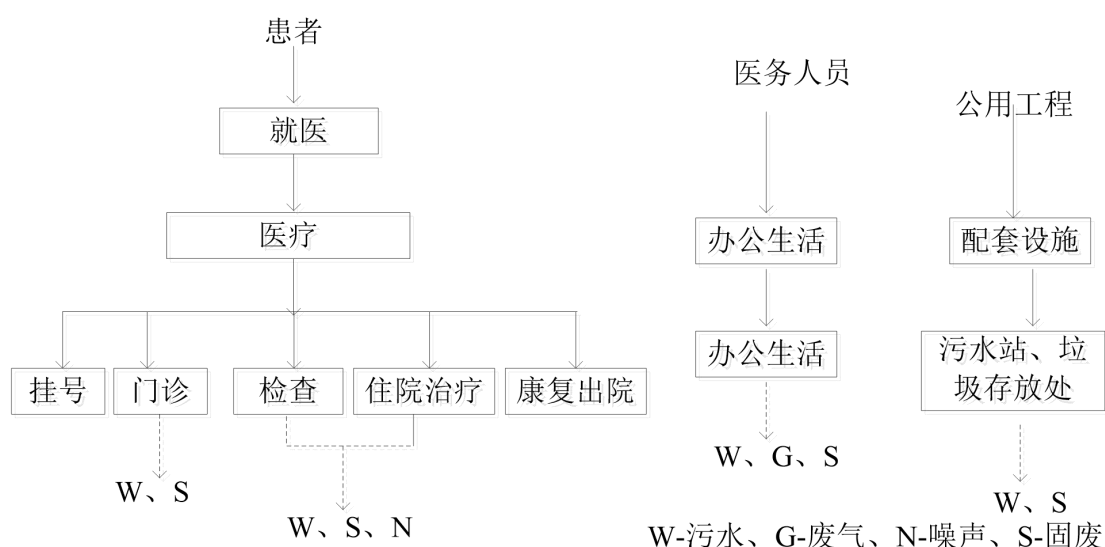 患者
就医
医疗
挂号
门诊
检查
住院治疗
康复出院
W、S
W、S、N
医务人员
办公生活
办公生活
W、G、S
公用工程
配套设施
污水站、垃
圾存放处
W、S
W-污水、G-废气、N-噪声、S-固废